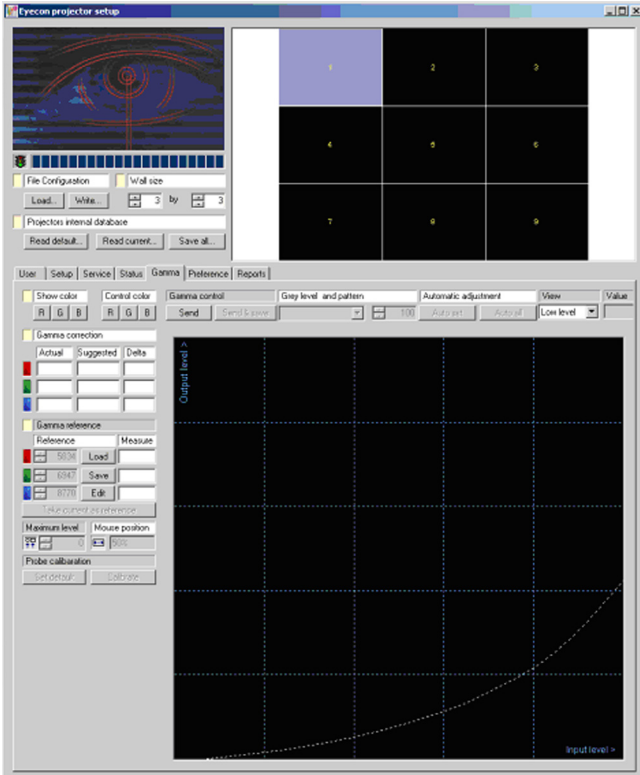 Eyecon projector setup
1 2 3
4 5 6
7 8 9
File Configuration Wall size
Load... Write... 3 by 3
Projectors internal database
Read default... Read current... Save all...
User Setup Service Status Gamma Preference Reports
Show color Control color Gamma control Grey level and pattern Automatic adjustment View Value
R G B R G B Send Send & save 100 Auto set Auto all Low level
Gamma correction
Actual Suggested Delta
Output level >
Gamma reference
Reference Measure
5834 Load
6947 Save
8770 Edit
Take current as reference
Maximum level Mouse position
0 50%
Probe calibaration
Set default Calibrate
Input level >